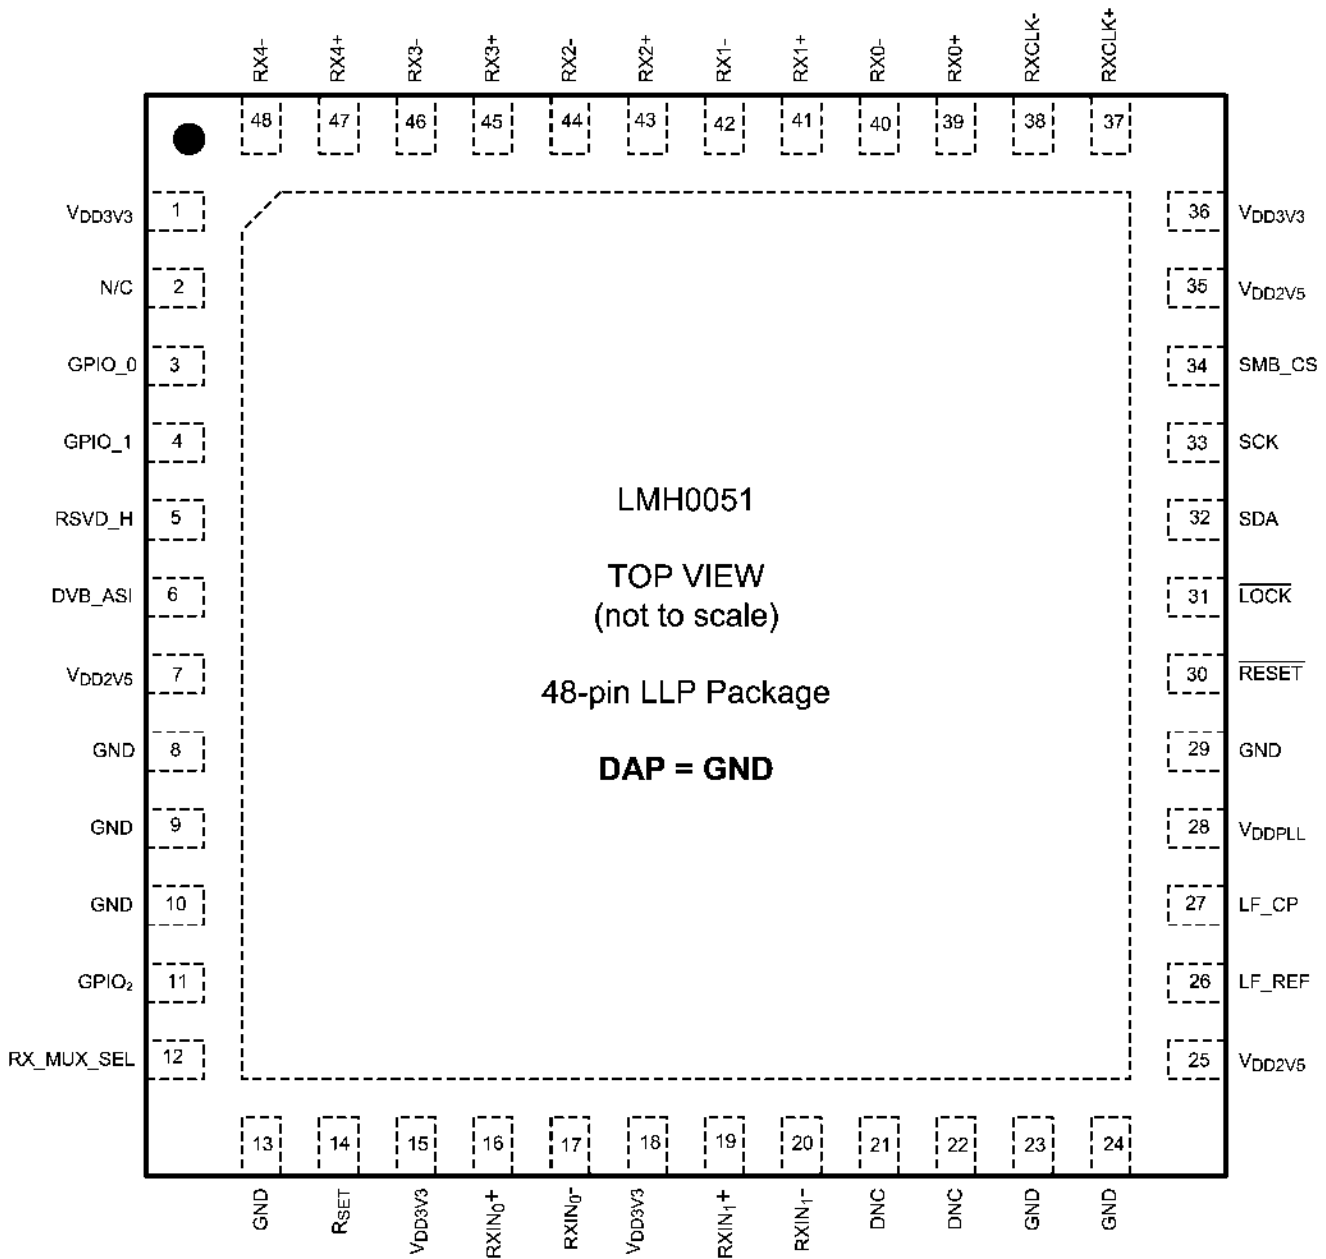 RX4-
RX4+
RX3-
RX3+
RX2-
RX2+
RX1-
RX1+
RX0-
RX0+
RXCLK-
RXCLK+
48
47
46
45
44
43
42
41
40
39
38
37
VDD3V3 1
36 VDD3V3
N/C 2
35 VDD2V5
GPIO_0 3
34 SMB_CS
GPIO_1 4
33 SCK
LMH0051
RSVD_H 5
32 SDA
TOP VIEW
DVB_ASI 6
31 LOCK
(not to scale)
VDD2V5 7
30 RESET
48-pin LLP Package
GND 8
29 GND
DAP = GND
GND 9
28 VDDPLL
GND 10
27 LF_CP
GPIO₂ 11
26 LF_REF
RX_MUX_SEL 12
25 VDD2V5
13
14
15
16
17
18
19
20
21
22
23
24
GND
RSET
VDD3V3
RXIN₀+
RXIN₀-
VDD3V3
RXIN₁+
RXIN₁-
DNC
DNC
GND
GND